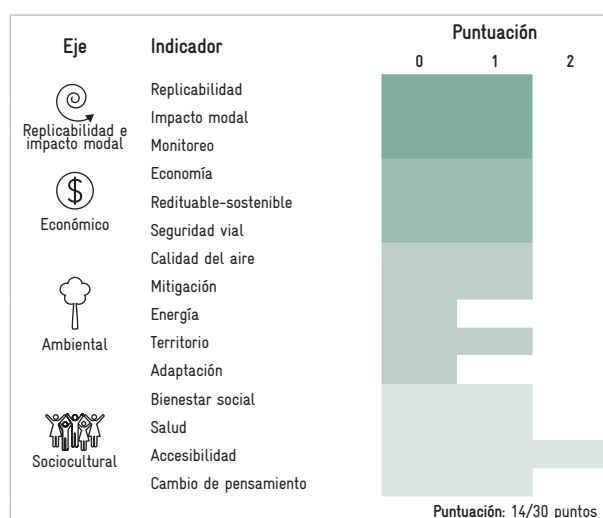 Eje
Indicador
Puntuación
0 1 2
Replicabilidad e
impacto modal
Replicabilidad
Impacto modal
Monitoreo
$
Económico
Economía
Redituable-sostenible
Seguridad vial
Ambiental
Calidad del aire
Mitigación
Energía
Territorio
Adaptación
Sociocultural
Bienestar social
Salud
Accesibilidad
Cambio de pensamiento
Puntuación: 14/30 puntos